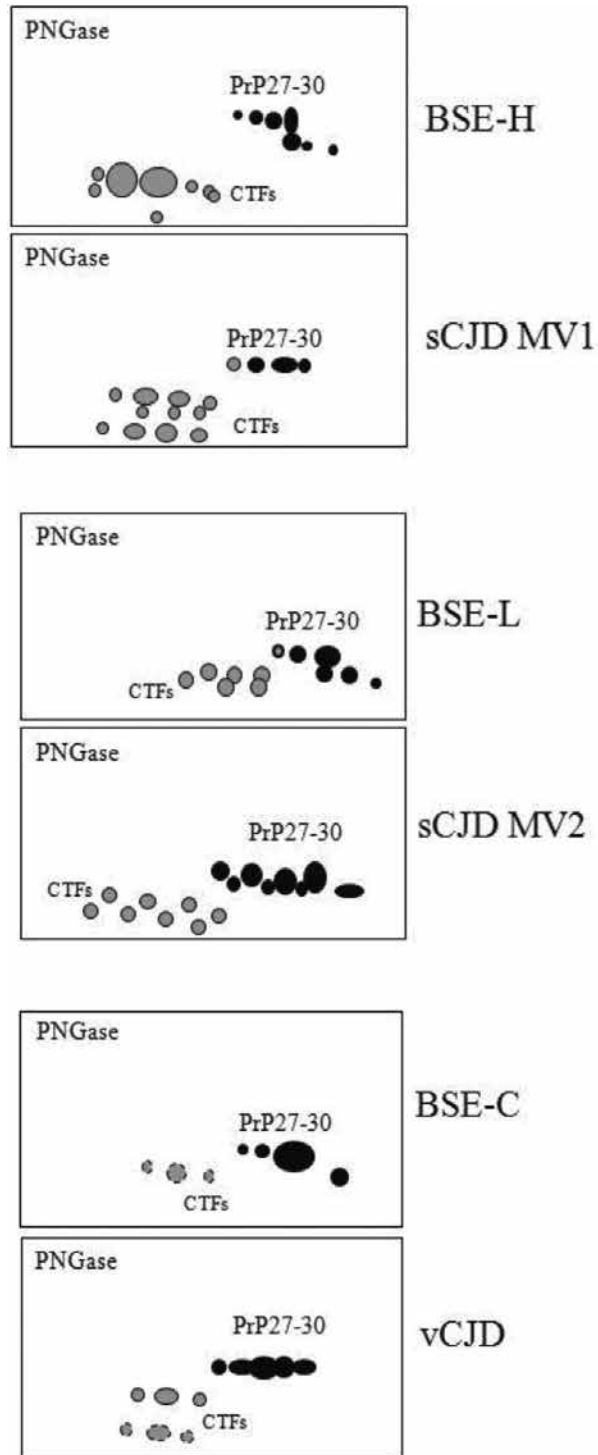 PNGase
PrP27-30
BSE-H
CTFs
PNGase
PrP27-30
sCJD MV1
CTFs
PNGase
PrP27-30
BSE-L
CTFs
PNGase
PrP27-30
sCJD MV2
CTFs
PNGase
PrP27-30
BSE-C
CTFs
PNGase
PrP27-30
vCJD
CTFs